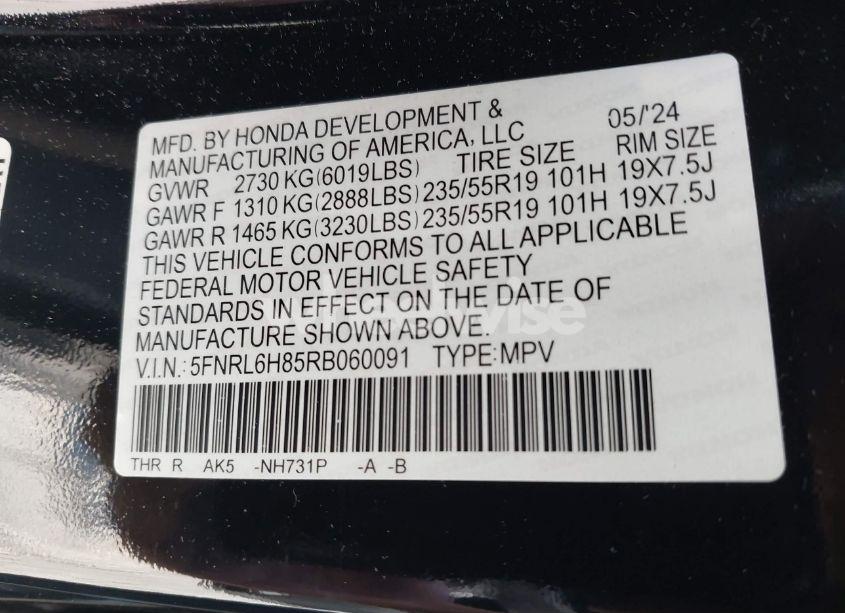 MFD. BY HONDA DEVELOPMENT & 05/'24
MANUFACTURING OF AMERICA, LLC RIM SIZE
GVWR 2730 KG(6019LBS) TIRE SIZE
GAWR F 1310 KG(2888LBS) 235/55R19 101H 19X7.5J
GAWR R 1465 KG(3230LBS) 235/55R19 101H 19X7.5J
THIS VEHICLE CONFORMS TO ALL APPLICABLE
FEDERAL MOTOR VEHICLE SAFETY
STANDARDS IN EFFECT ON THE DATE OF
MANUFACTURE SHOWN ABOVE.
V.I.N.: 5FNRL6H85RB060091 TYPE:MPV
THR R AK5 -NH731P -A -B